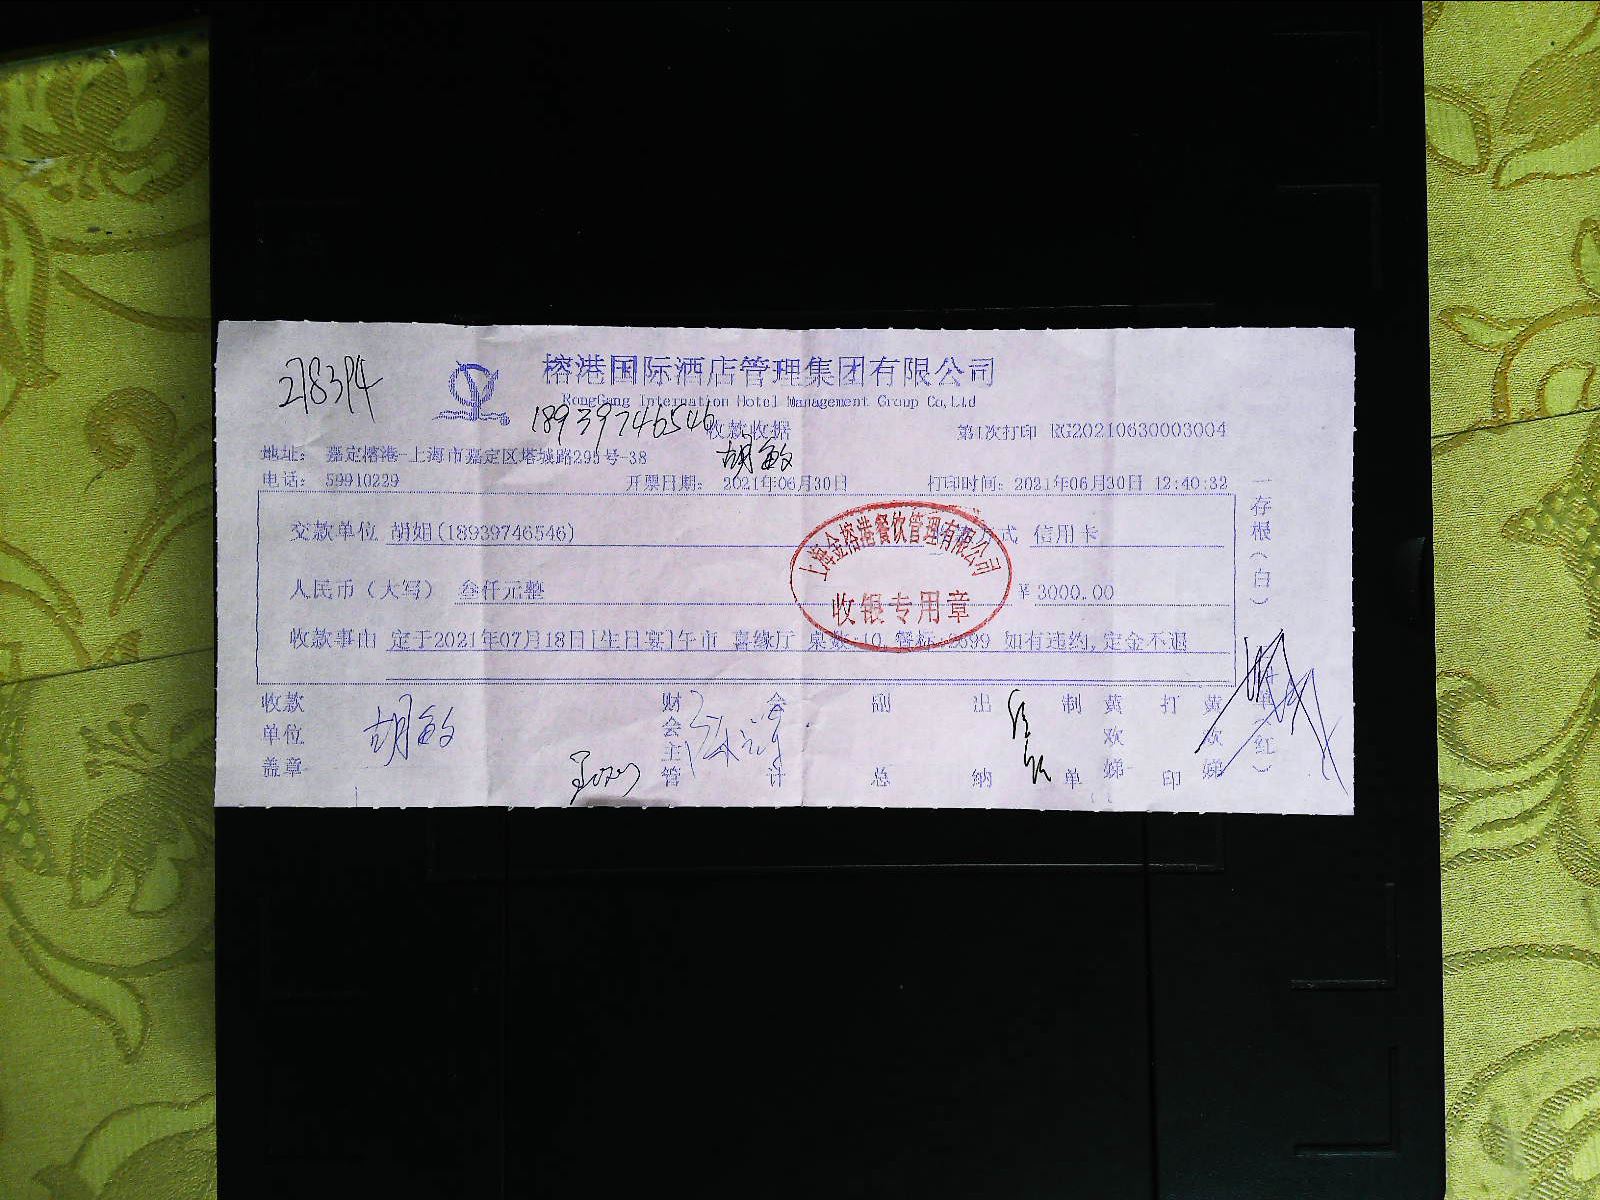 278394
榕港国际酒店管理集团有限公司
RongGang Internation Hotel Management Group Co,Ltd
18939746546
收款收据
第1次打印 RG20210630003004
胡敏
地址： 嘉定榕港-上海市嘉定区塔城路295号-38
电话： 59910229 开票日期： 2021年06月30日 打印时间：2021年06月30日 12:40:32
交款单位 胡姐(18939746546) 式 信用卡
人民币（大写） 叁仟元整 ￥3000.00
收款事由 定于2021年07月18日[生日宴]午市 喜缘厅 桌数:10,餐标:2099 如有违约,定金不退
上海金榕港餐饮管理有限公司
收银专用章
收款单位盖章 胡敏 财会主管 会计 副总 出纳 制单 黄欢娣 打印 黄欢娣
一存根（白）
（红）